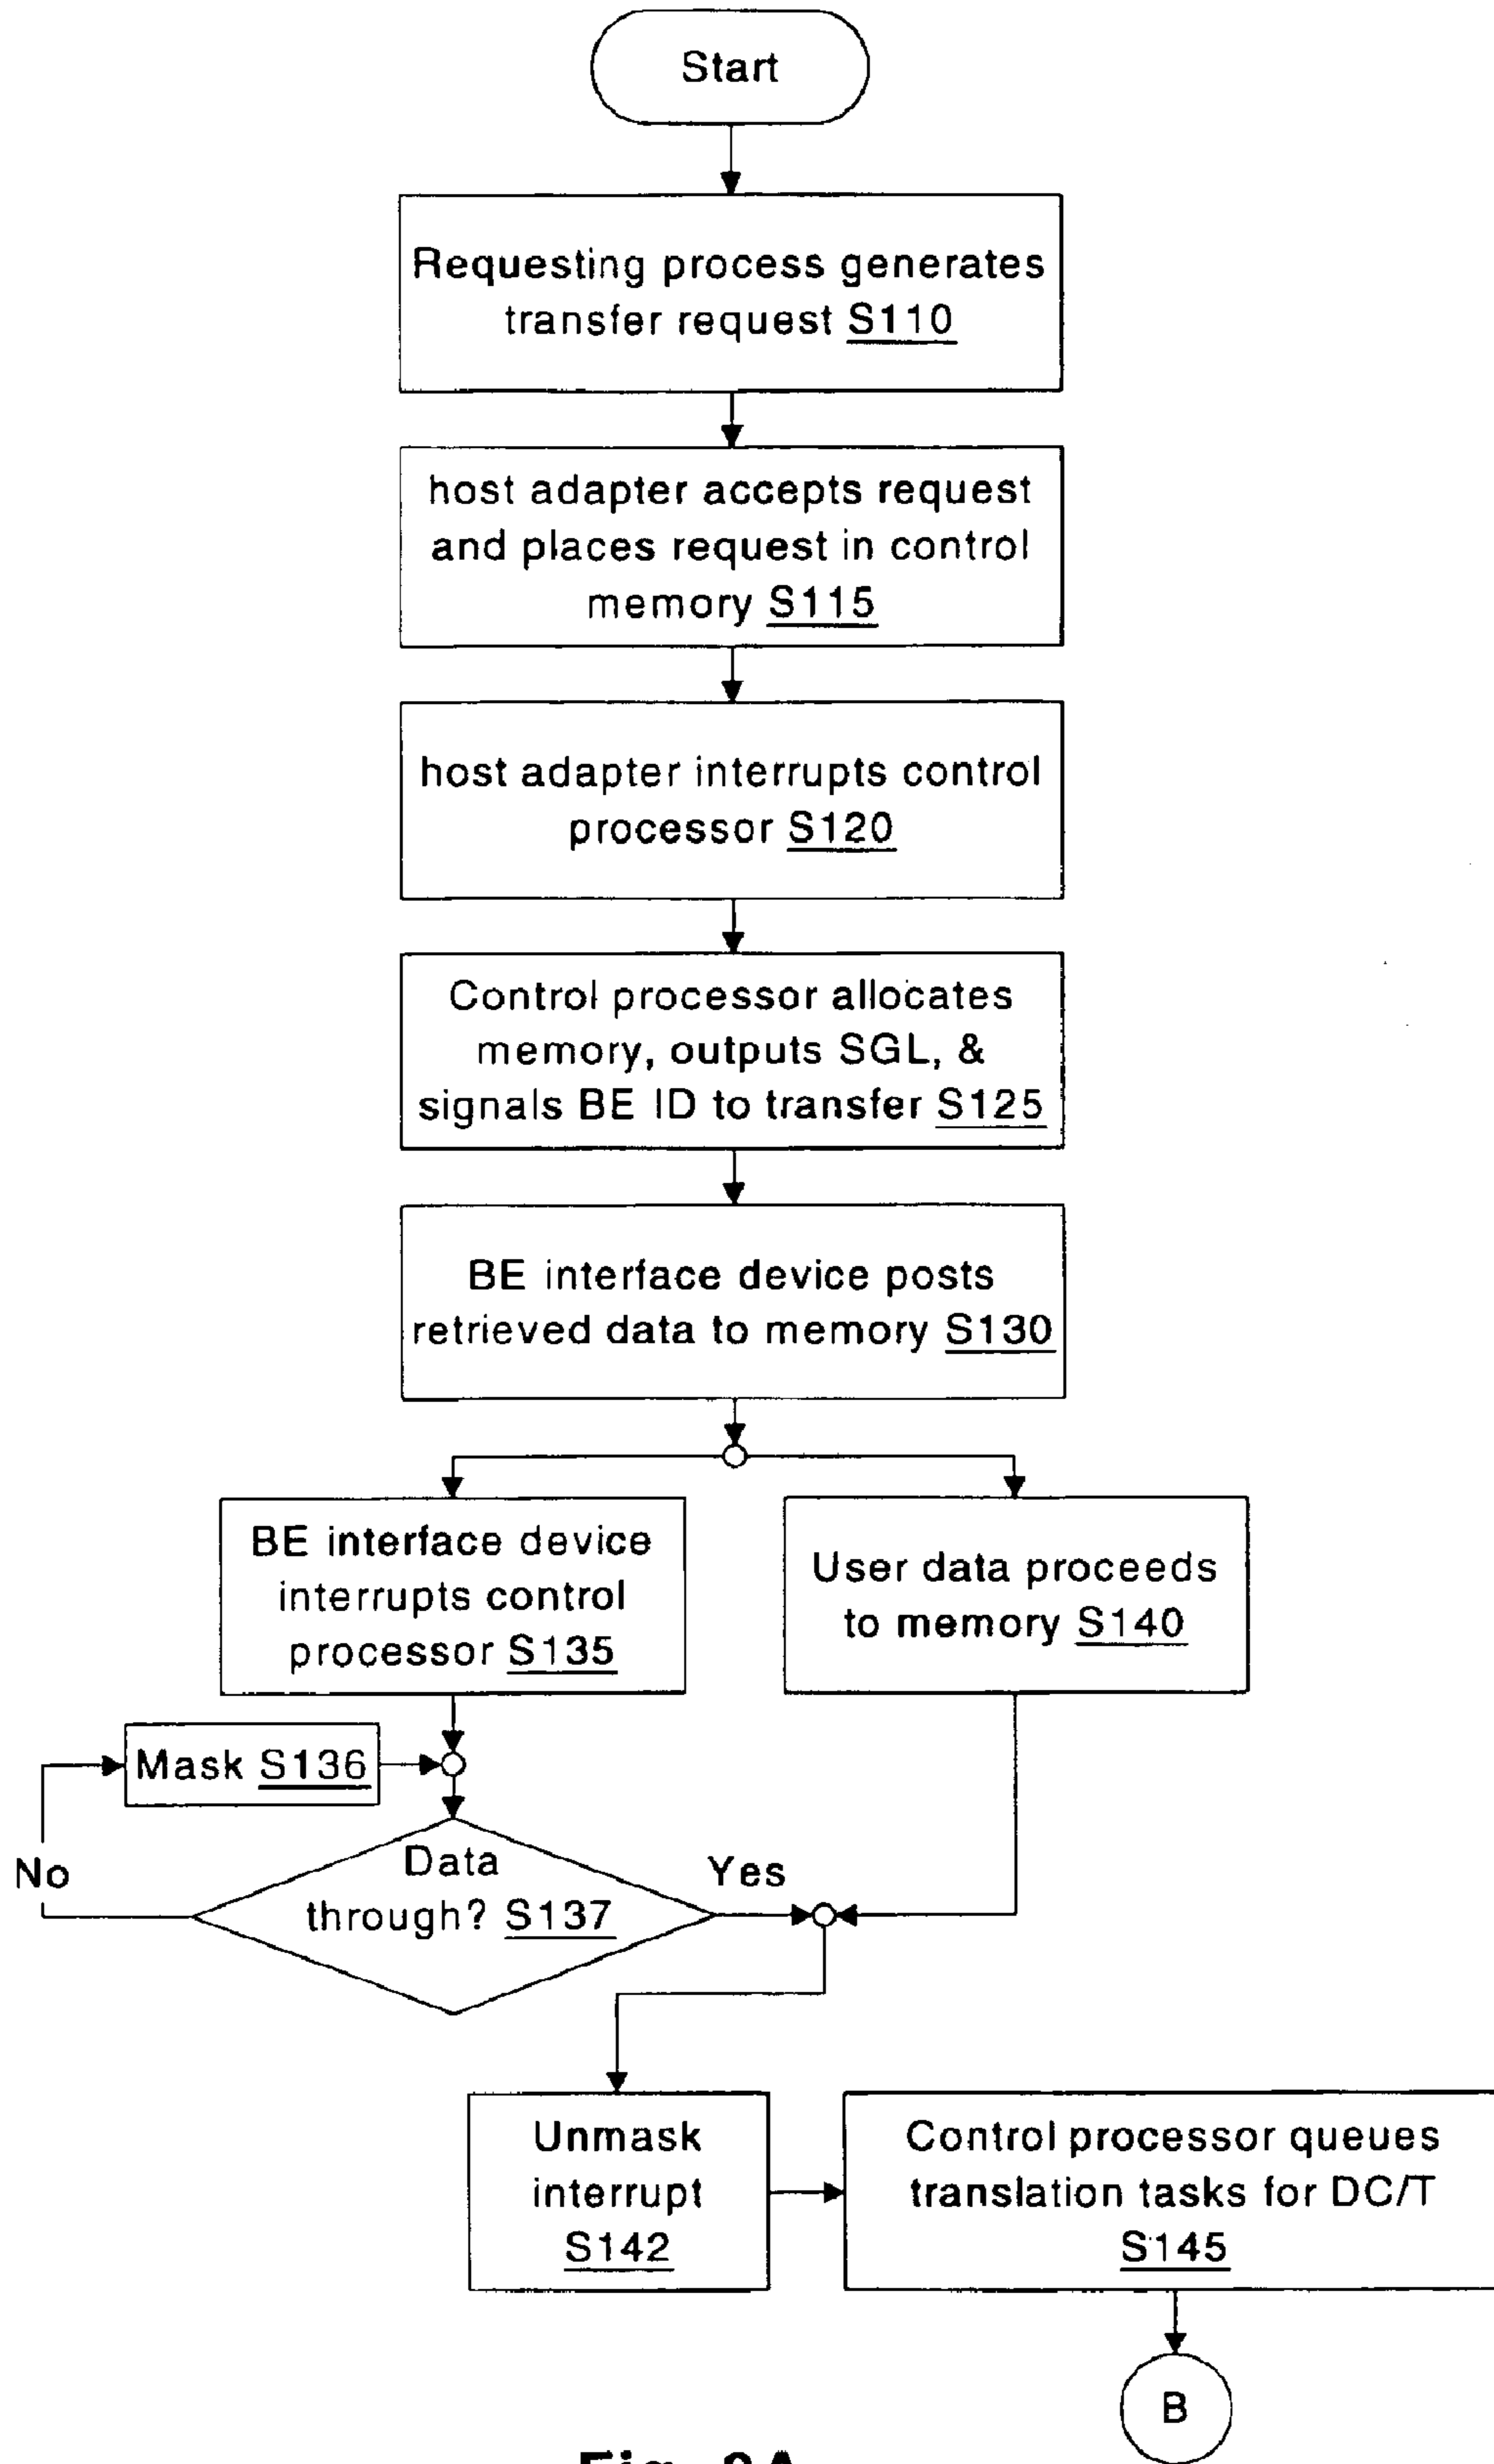 Start
Requesting process generates
transfer request S110
host adapter accepts request
and places request in control
memory S115
host adapter interrupts control
processor S120
Control processor allocates
memory, outputs SGL, &
signals BE ID to transfer S125
BE interface device posts
retrieved data to memory S130
BE interface device
interrupts control
processor S135
User data proceeds
to memory S140
Mask S136
No
Data
through? S137
Yes
Unmask
interrupt
S142
Control processor queues
translation tasks for DC/T
S145
B